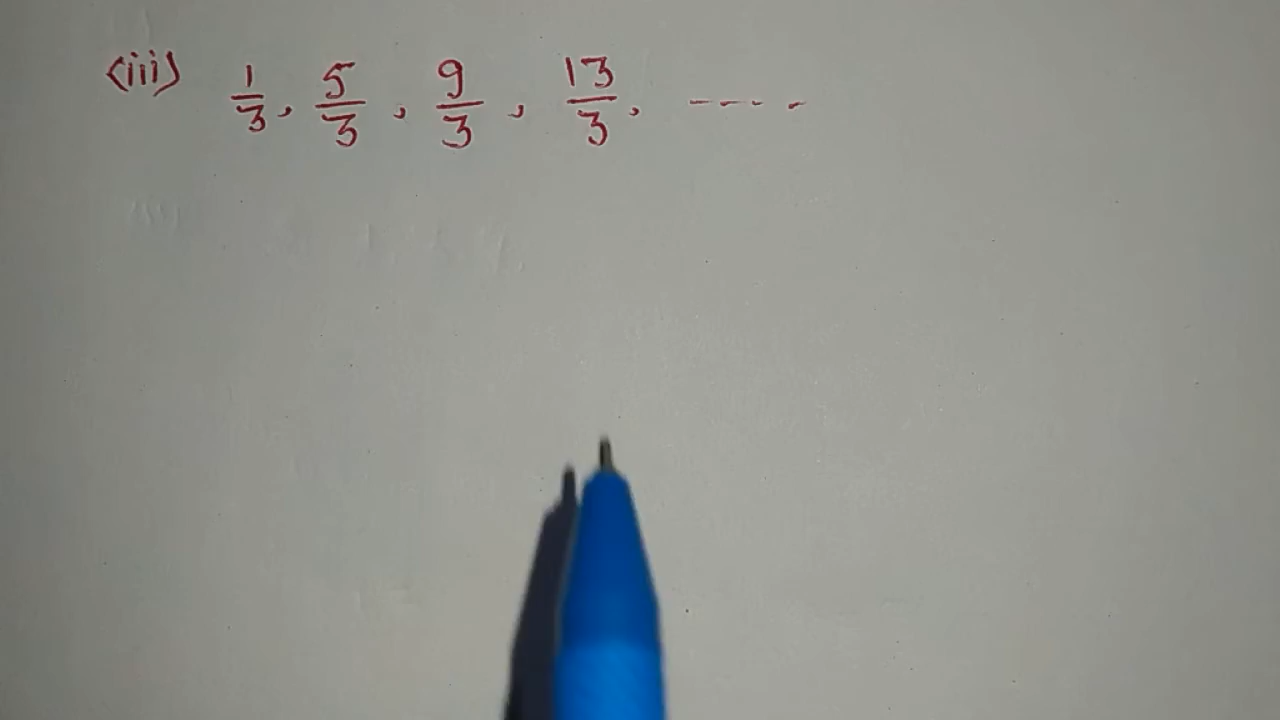 (iii) 1/3, 5/3, 9/3, 13/3, ----.